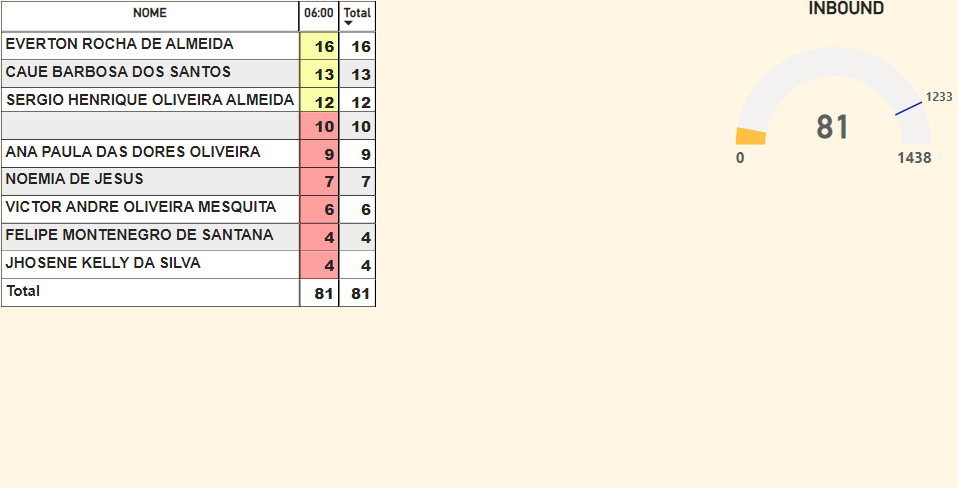 NOME 06:00 Total
EVERTON ROCHA DE ALMEIDA 16 16
CAUE BARBOSA DOS SANTOS 13 13
SERGIO HENRIQUE OLIVEIRA ALMEIDA 12 12
10 10
ANA PAULA DAS DORES OLIVEIRA 9 9
NOEMIA DE JESUS 7 7
VICTOR ANDRE OLIVEIRA MESQUITA 6 6
FELIPE MONTENEGRO DE SANTANA 4 4
JHOSENE KELLY DA SILVA 4 4
Total 81 81
INBOUND
1233
81
0 1438